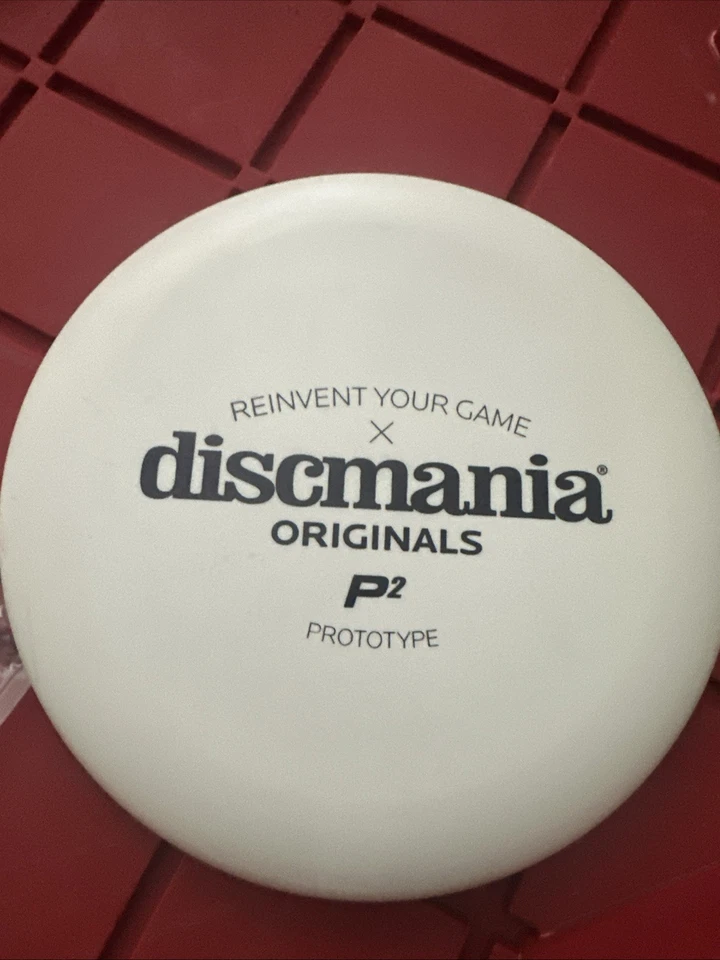 REINVENT YOUR GAME
×
discmania®
ORIGINALS
P²
PROTOTYPE